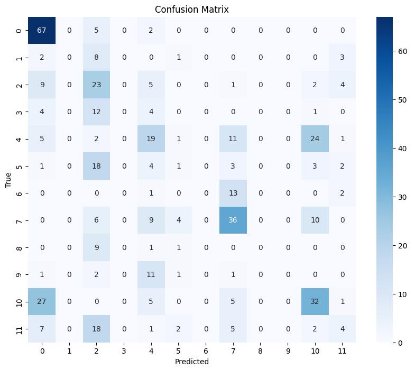 Confusion Matrix
0 67 0 5 0 2 0 0 0 0 0 0 0
1 2 0 8 0 0 1 0 0 0 0 0 3
2 9 0 23 0 5 0 0 1 0 0 2 4
3 4 0 12 0 4 0 0 0 0 0 1 0
4 5 0 2 0 19 1 0 11 0 0 24 1
5 1 0 18 0 4 1 0 3 0 0 3 2
6 0 0 0 0 1 0 0 13 0 0 0 2
7 0 0 6 0 9 4 0 36 0 0 10 0
8 0 0 9 0 1 1 0 0 0 0 0 0
9 1 0 2 0 11 1 0 1 0 0 0 0
10 27 0 0 0 5 0 0 5 0 0 32 1
11 7 0 18 0 1 2 0 5 0 0 2 4
0 1 2 3 4 5 6 7 8 9 10 11
Predicted
True
60
50
40
30
20
10
0